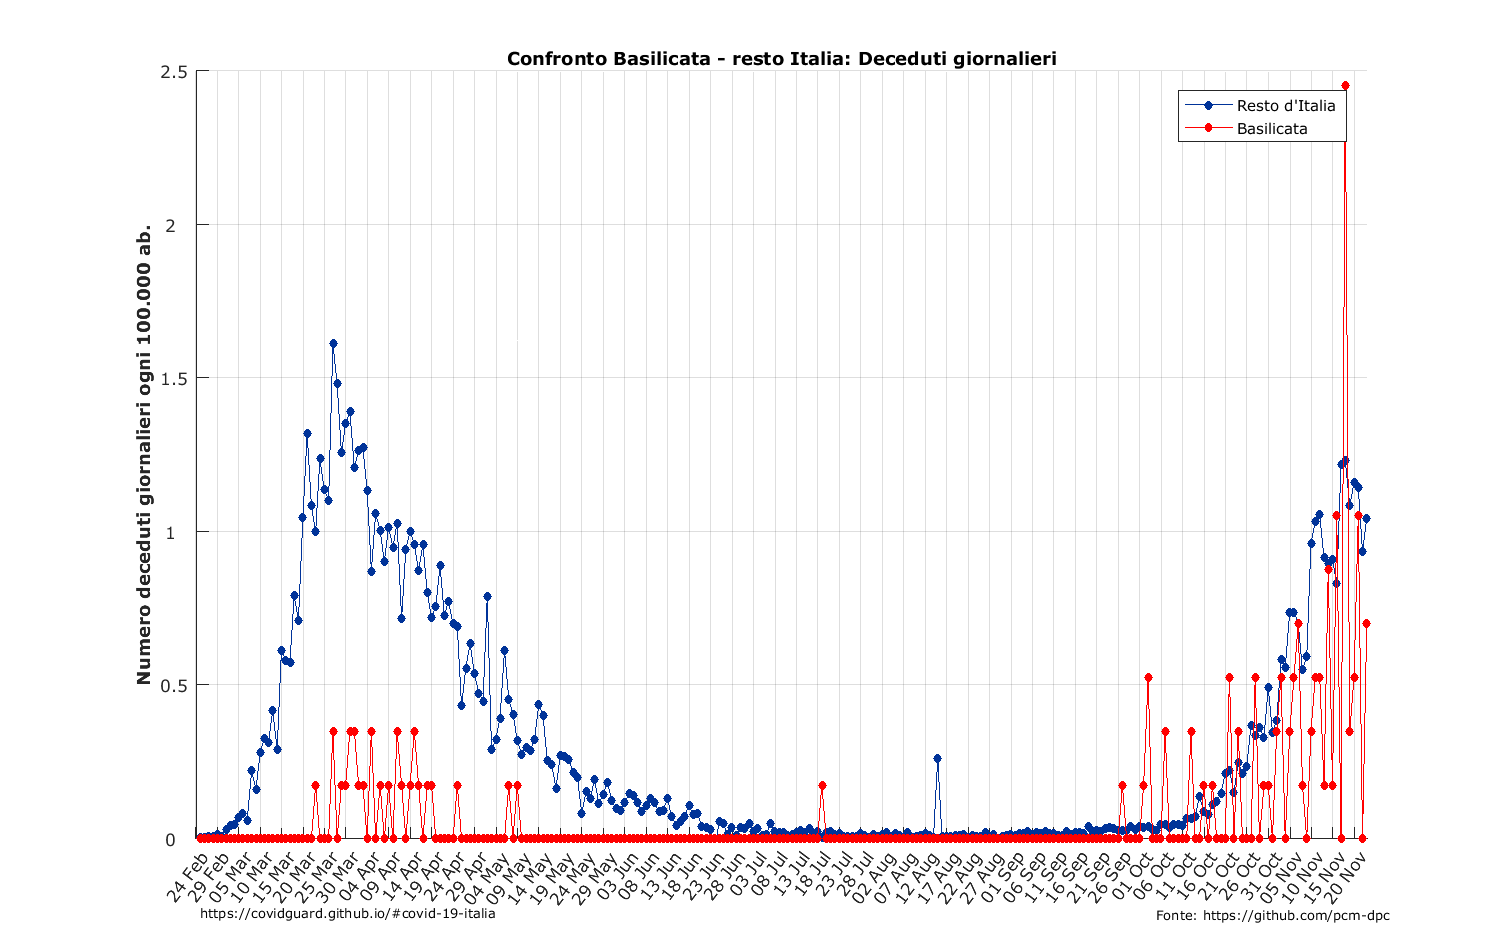 Confronto Basilicata - resto Italia: Deceduti giornalieri
Resto d'Italia
Basilicata
Numero deceduti giornalieri ogni 100.000 ab.
2.5
2
1.5
1
0.5
0
24 Feb
29 Feb
05 Mar
10 Mar
15 Mar
20 Mar
25 Mar
30 Mar
04 Apr
09 Apr
14 Apr
19 Apr
24 Apr
29 Apr
04 May
09 May
14 May
19 May
24 May
29 May
03 Jun
08 Jun
13 Jun
18 Jun
23 Jun
28 Jun
03 Jul
08 Jul
13 Jul
18 Jul
23 Jul
28 Jul
02 Aug
07 Aug
12 Aug
17 Aug
22 Aug
27 Aug
01 Sep
06 Sep
11 Sep
16 Sep
21 Sep
26 Sep
01 Oct
06 Oct
11 Oct
16 Oct
21 Oct
26 Oct
31 Oct
05 Nov
10 Nov
15 Nov
20 Nov
https://covidguard.github.io/#covid-19-italia
Fonte: https://github.com/pcm-dpc